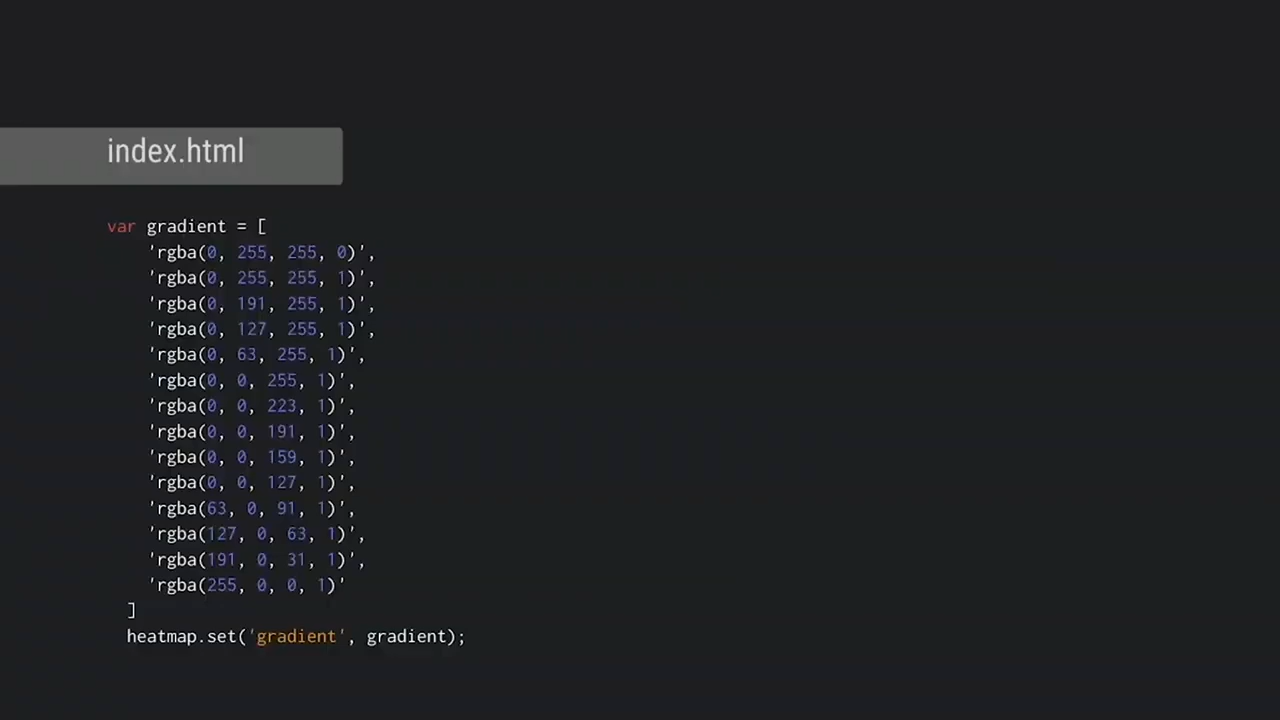 index.html
var gradient = [
'rgba(0, 255, 255, 0)',
'rgba(0, 255, 255, 1)',
'rgba(0, 191, 255, 1)',
'rgba(0, 127, 255, 1)',
'rgba(0, 63, 255, 1)',
'rgba(0, 0, 255, 1)',
'rgba(0, 0, 223, 1)',
'rgba(0, 0, 191, 1)',
'rgba(0, 0, 159, 1)',
'rgba(0, 0, 127, 1)',
'rgba(63, 0, 91, 1)',
'rgba(127, 0, 63, 1)',
'rgba(191, 0, 31, 1)',
'rgba(255, 0, 0, 1)'
]
heatmap.set('gradient', gradient);